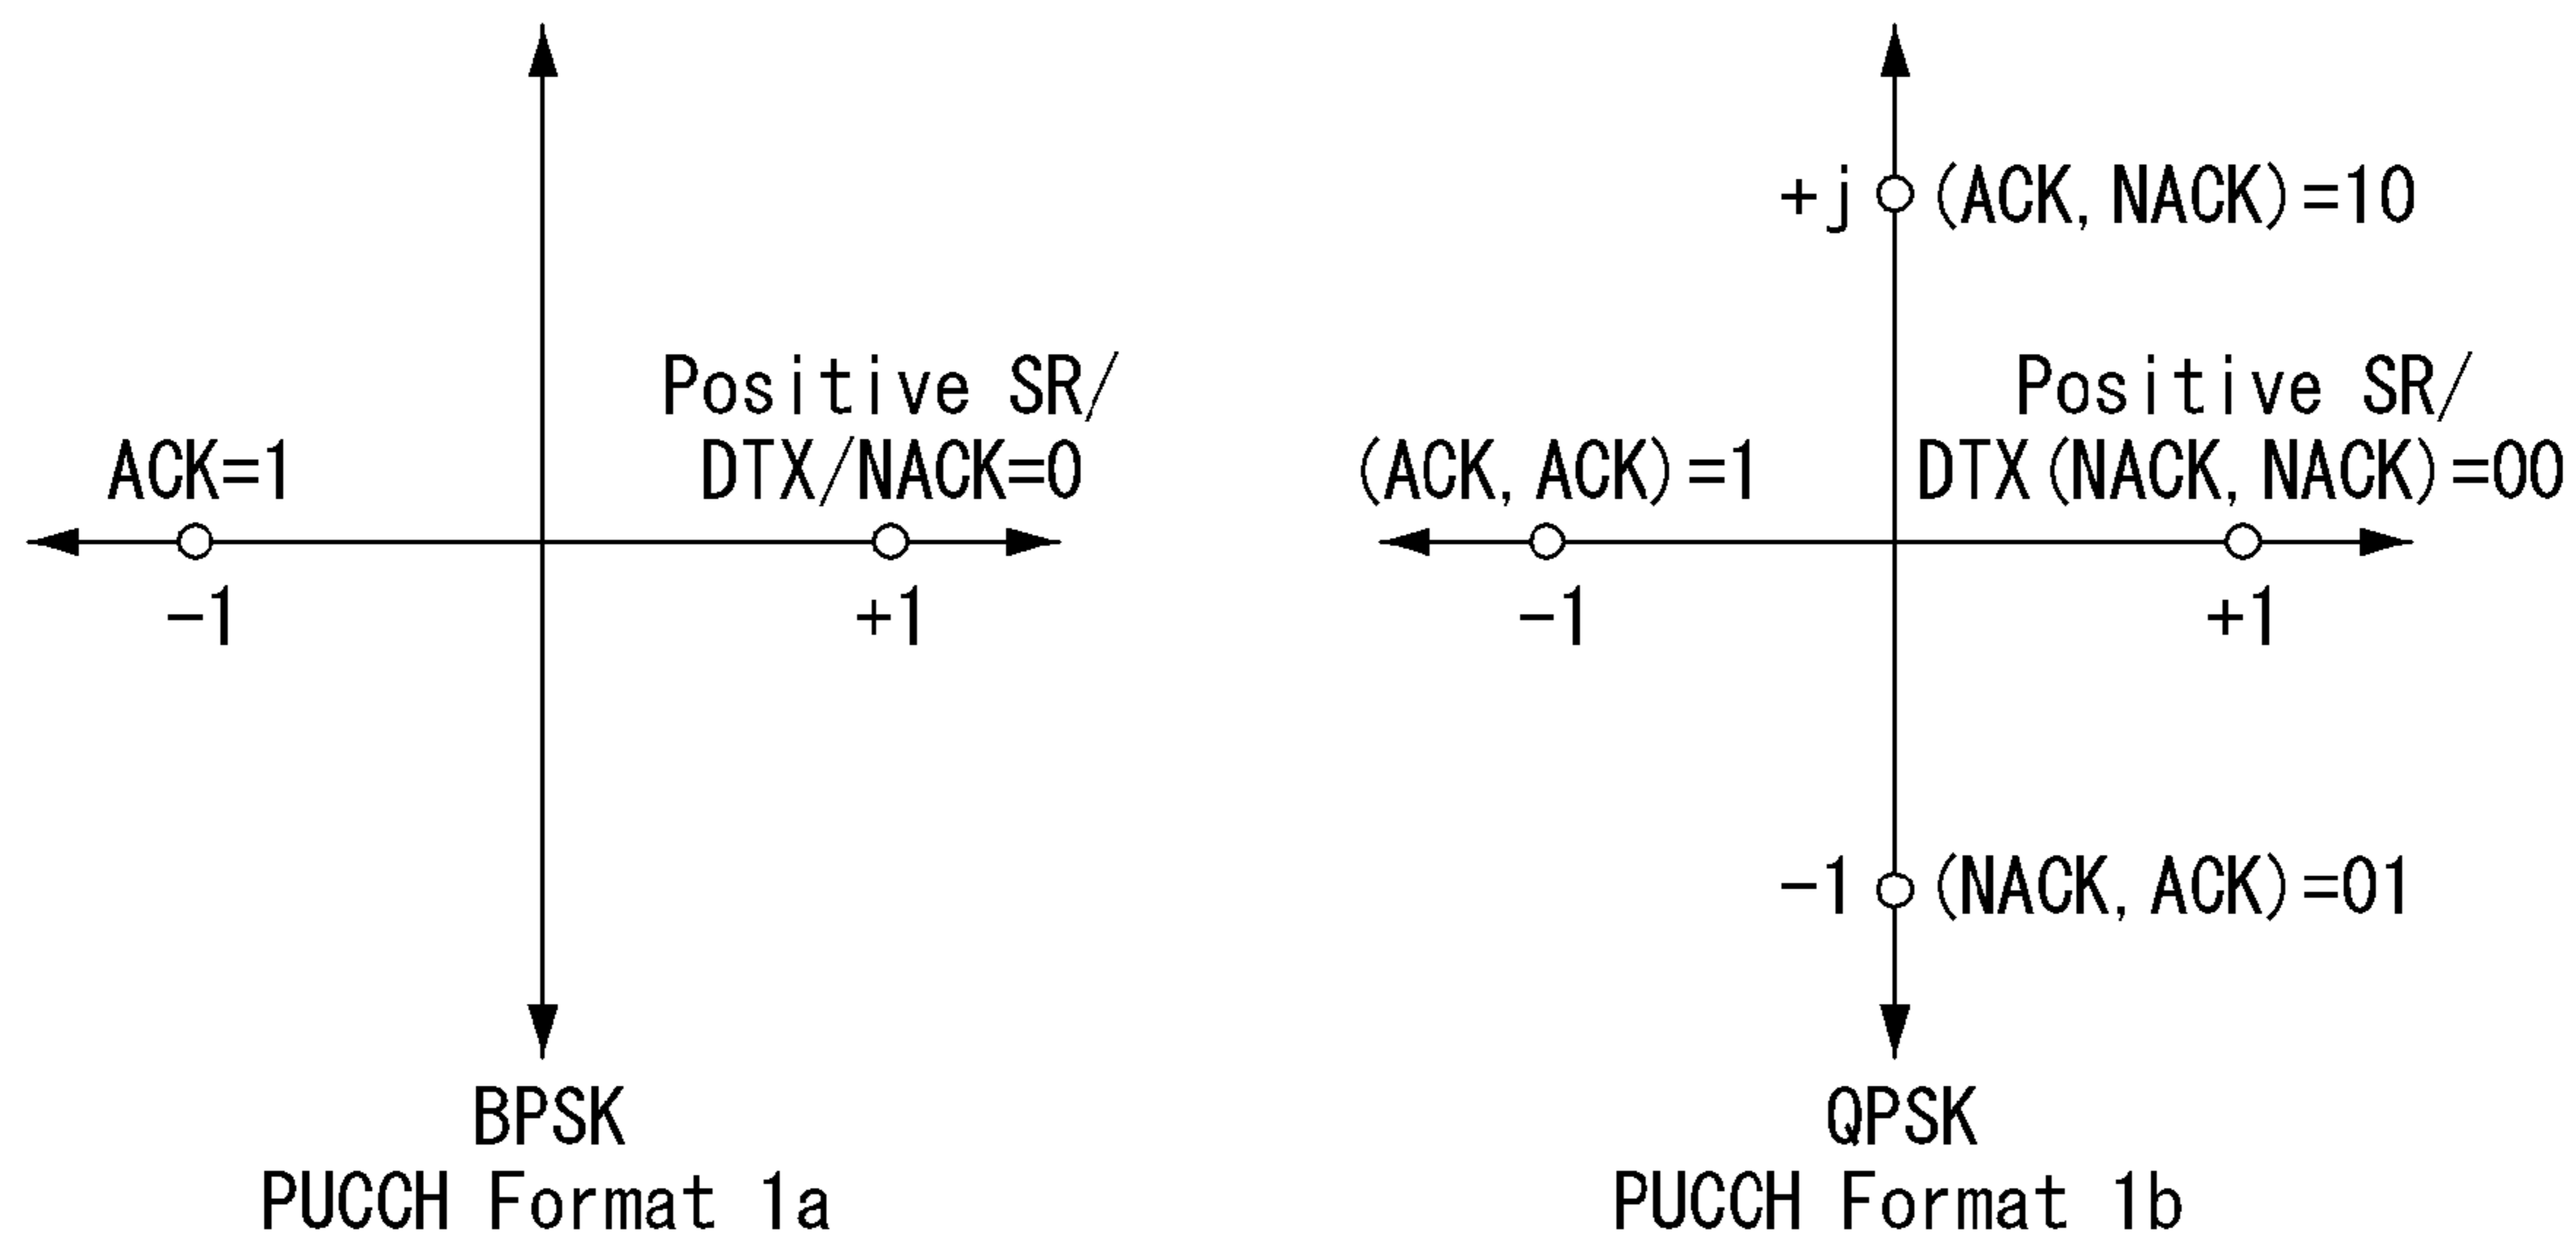 Positive SR/
DTX/NACK=0
ACK=1
-1
+1
BPSK
PUCCH Format 1a
+j
(ACK, NACK)=10
Positive SR/
DTX(NACK, NACK)=00
(ACK, ACK)=1
-1
+1
-1
(NACK, ACK)=01
QPSK
PUCCH Format 1b